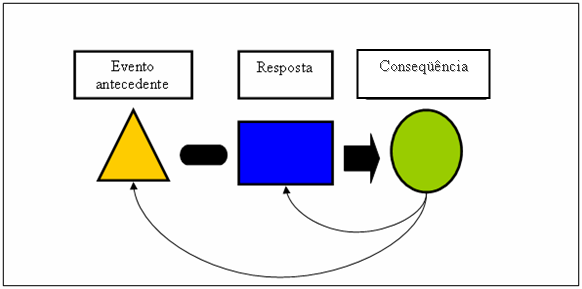 Evento
antecedente
Resposta
Conseqüência